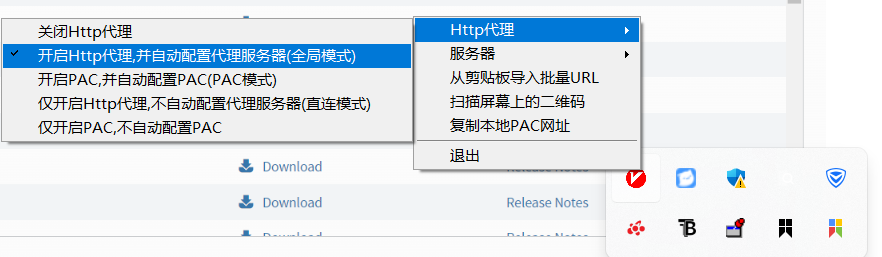 关闭Http代理
开启Http代理,并自动配置代理服务器(全局模式)
开启PAC,并自动配置PAC(PAC模式)
仅开启Http代理,不自动配置代理服务器(直连模式)
仅开启PAC,不自动配置PAC
Http代理
服务器
从剪贴板导入批量URL
扫描屏幕上的二维码
复制本地PAC网址
退出
Download
Release Notes
Download
Release Notes